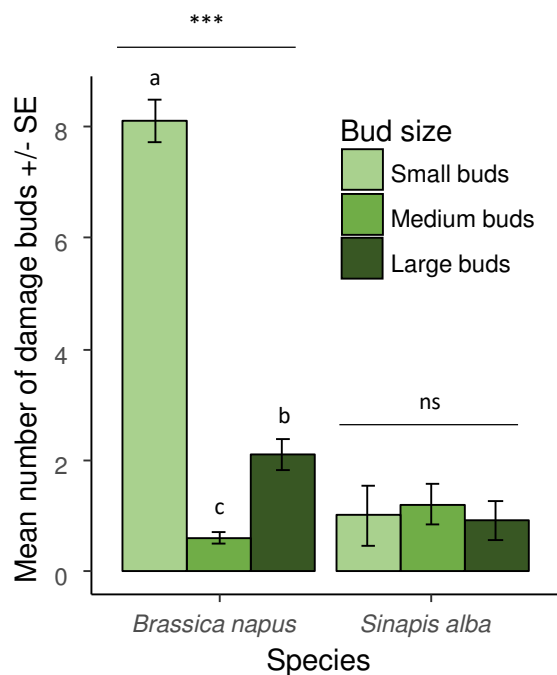 ***
a
8
Bud size
Small buds
Medium buds
Large buds
6
4
ns
b
2
c
0
Mean number of damage buds +/- SE
Brassica napus
Sinapis alba
Species